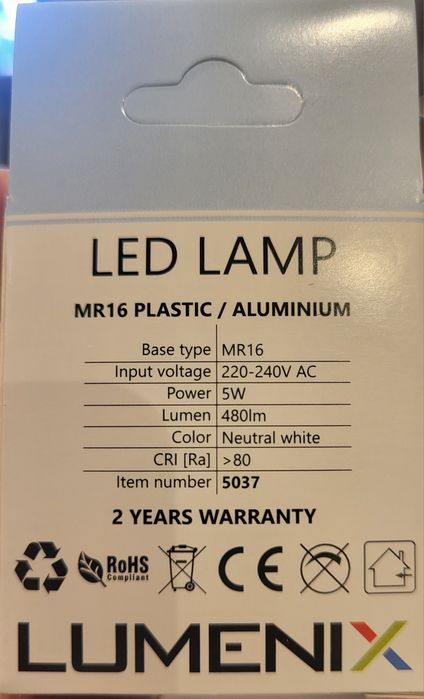 LED LAMP
MR16 PLASTIC / ALUMINIUM
Base type MR16
Input voltage 220-240V AC
Power 5W
Lumen 480lm
Color Neutral white
CRI [Ra] >80
Item number 5037
2 YEARS WARRANTY
RoHS
Compliant
CE
LUMENIX